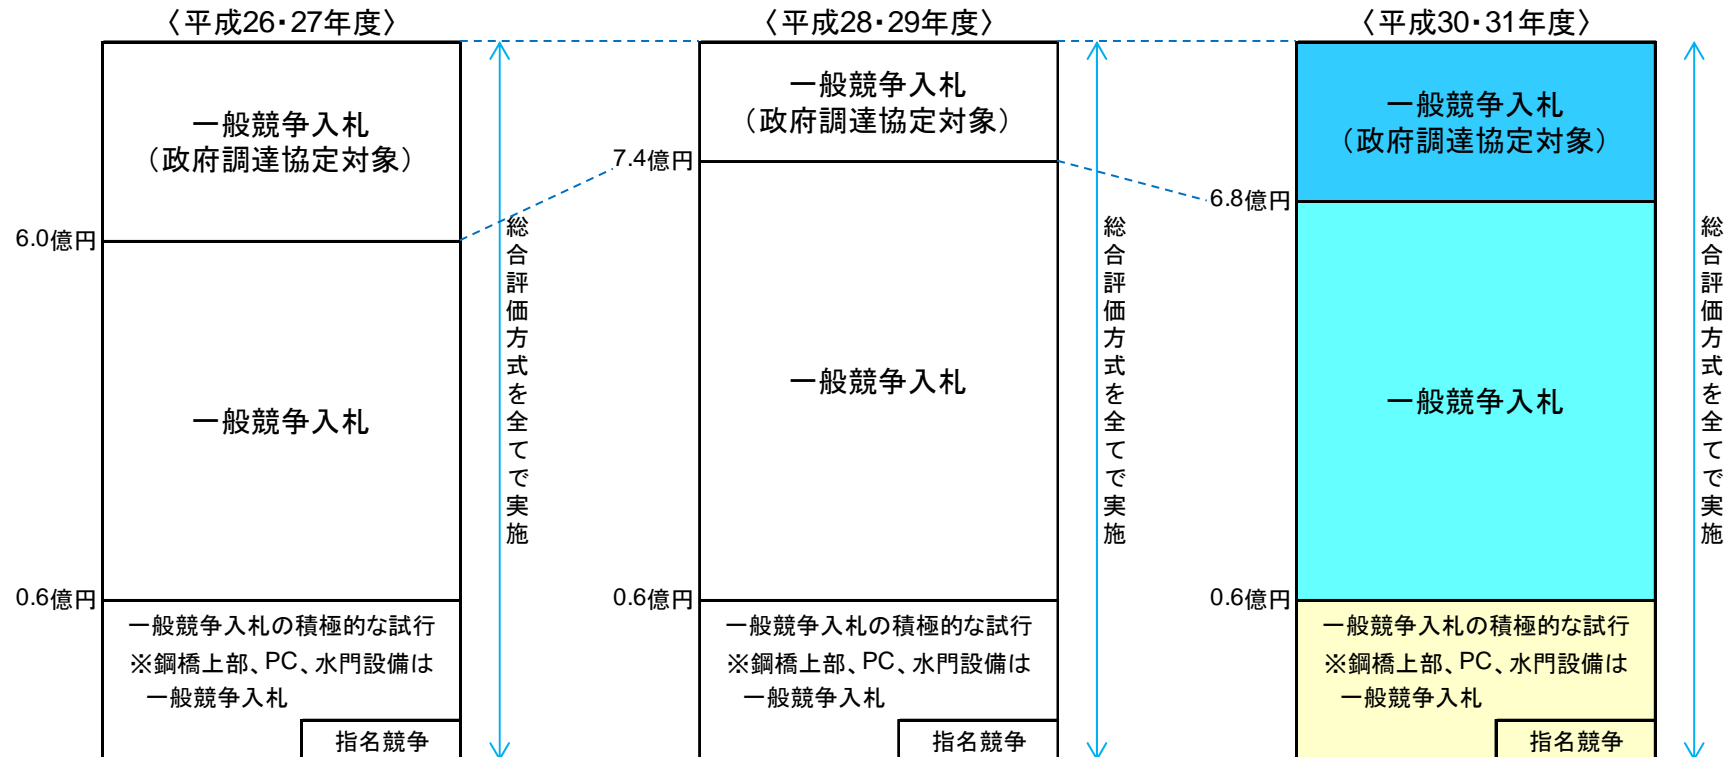 〈平成26・27年度〉
一般競争入札
（政府調達協定対象）
6.0億円
一般競争入札
0.6億円
一般競争入札の積極的な試行
※鋼橋上部、PC、水門設備は
一般競争入札
指名競争
総合評価方式を全てで実施
〈平成28・29年度〉
一般競争入札
（政府調達協定対象）
7.4億円
一般競争入札
0.6億円
一般競争入札の積極的な試行
※鋼橋上部、PC、水門設備は
一般競争入札
指名競争
総合評価方式を全てで実施
〈平成30・31年度〉
一般競争入札
（政府調達協定対象）
6.8億円
一般競争入札
0.6億円
一般競争入札の積極的な試行
※鋼橋上部、PC、水門設備は
一般競争入札
指名競争
総合評価方式を全てで実施